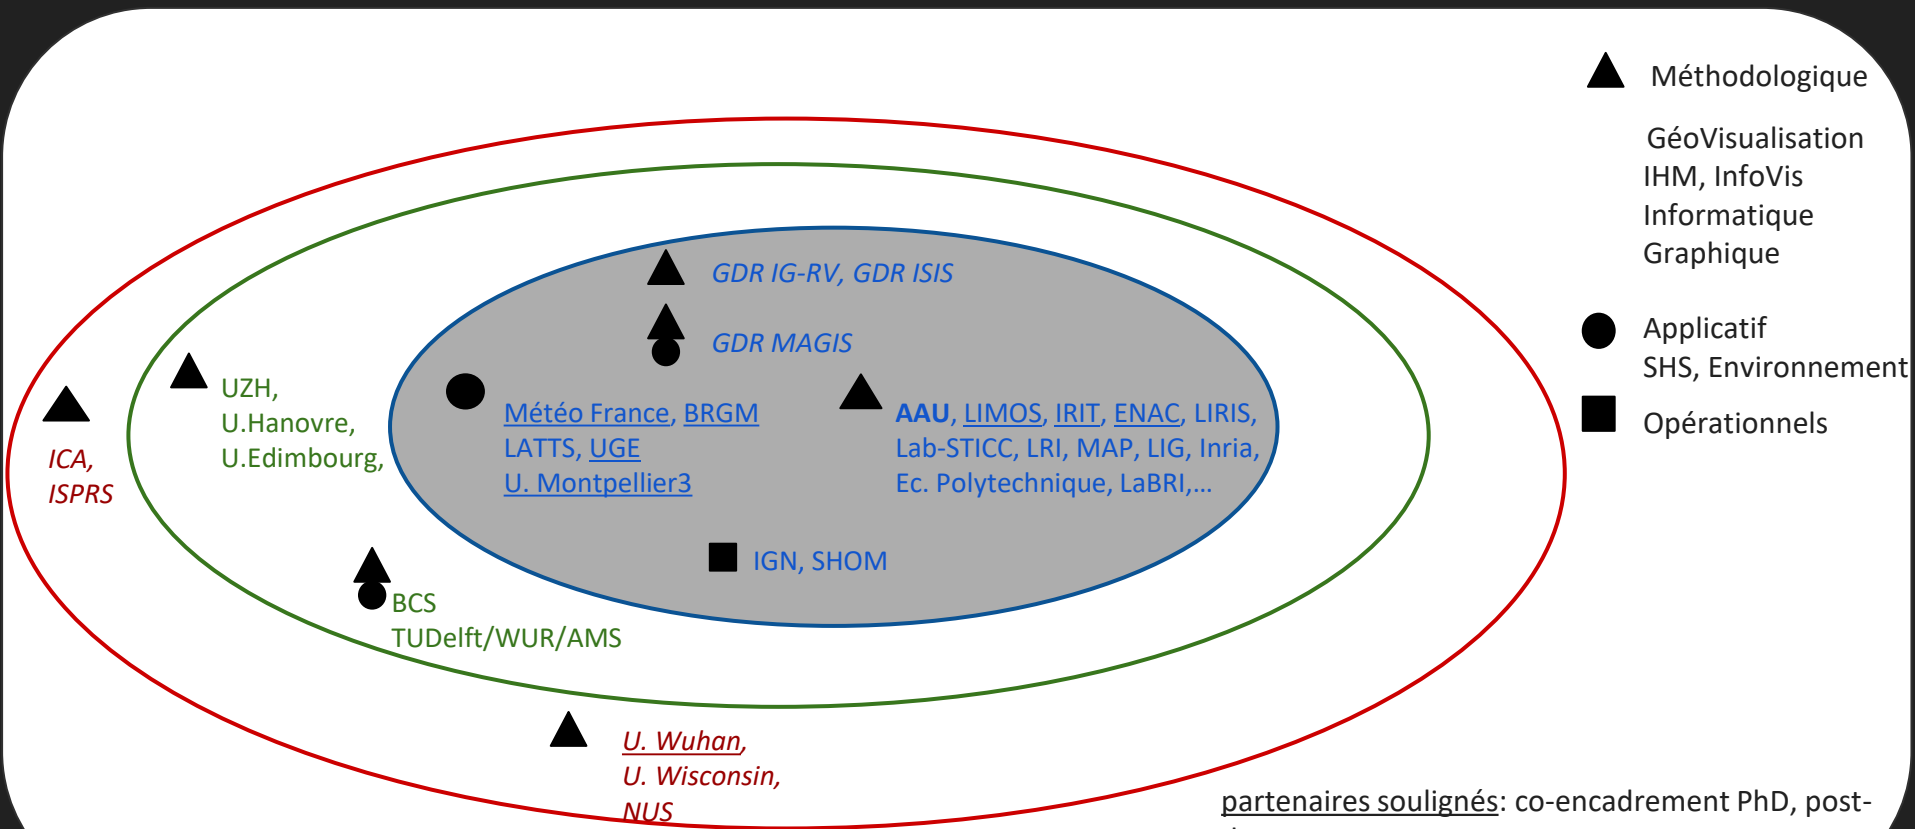 Méthodologique
GéoVisualisation
IHM, InfoVis
Informatique
Graphique
Applicatif
SHS, Environnement
Opérationnels
GDR IG-RV, GDR ISIS
GDR MAGIS
Météo France, BRGM
LATTS, UGE
U. Montpellier3
AAU, LIMOS, IRIT, ENAC, LIRIS,
Lab-STICC, LRI, MAP, LIG, Inria,
Ec. Polytechnique, LaBRI,...
IGN, SHOM
UZH,
U.Hanovre,
U.Edimbourg,
BCS
TUDelft/WUR/AMS
ICA,
ISPRS
U. Wuhan,
U. Wisconsin,
NUS
partenaires soulignés: co-encadrement PhD, post-